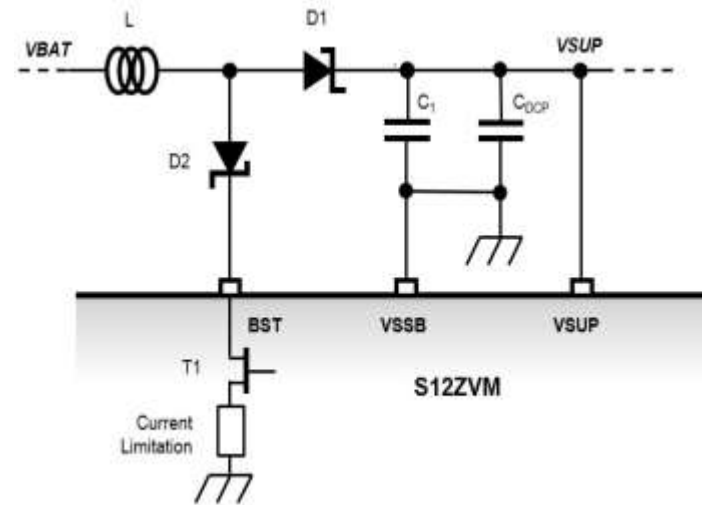 L
D1
VBAT
VSUP
C1
CDCP
D2
BST
VSSB
VSUP
T1
S12ZVM
Current
Limitation